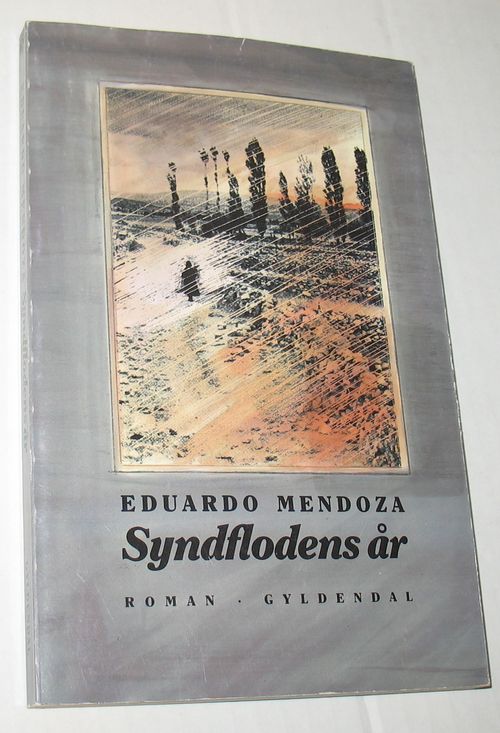 EDUARDO MENDOZA
Syndflodens år
ROMAN · GYLDENDAL